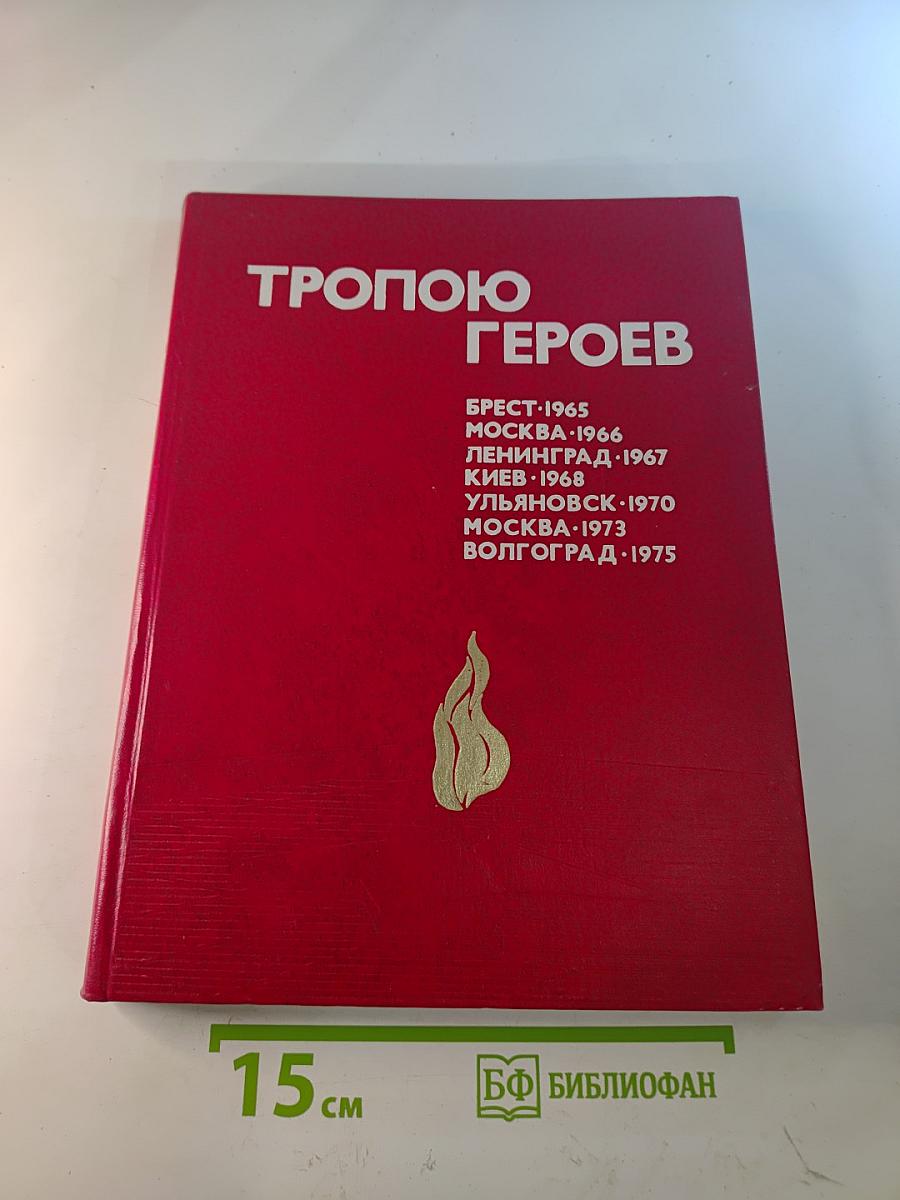 ТРОПОЮ
ГЕРОЕВ
БРЕСТ·1965
МОСКВА·1966
ЛЕНИНГРАД·1967
КИЕВ·1968
УЛЬЯНОВСК·1970
МОСКВА·1973
ВОЛГОГРАД·1975
15 см
БФ БИБЛИОФАН